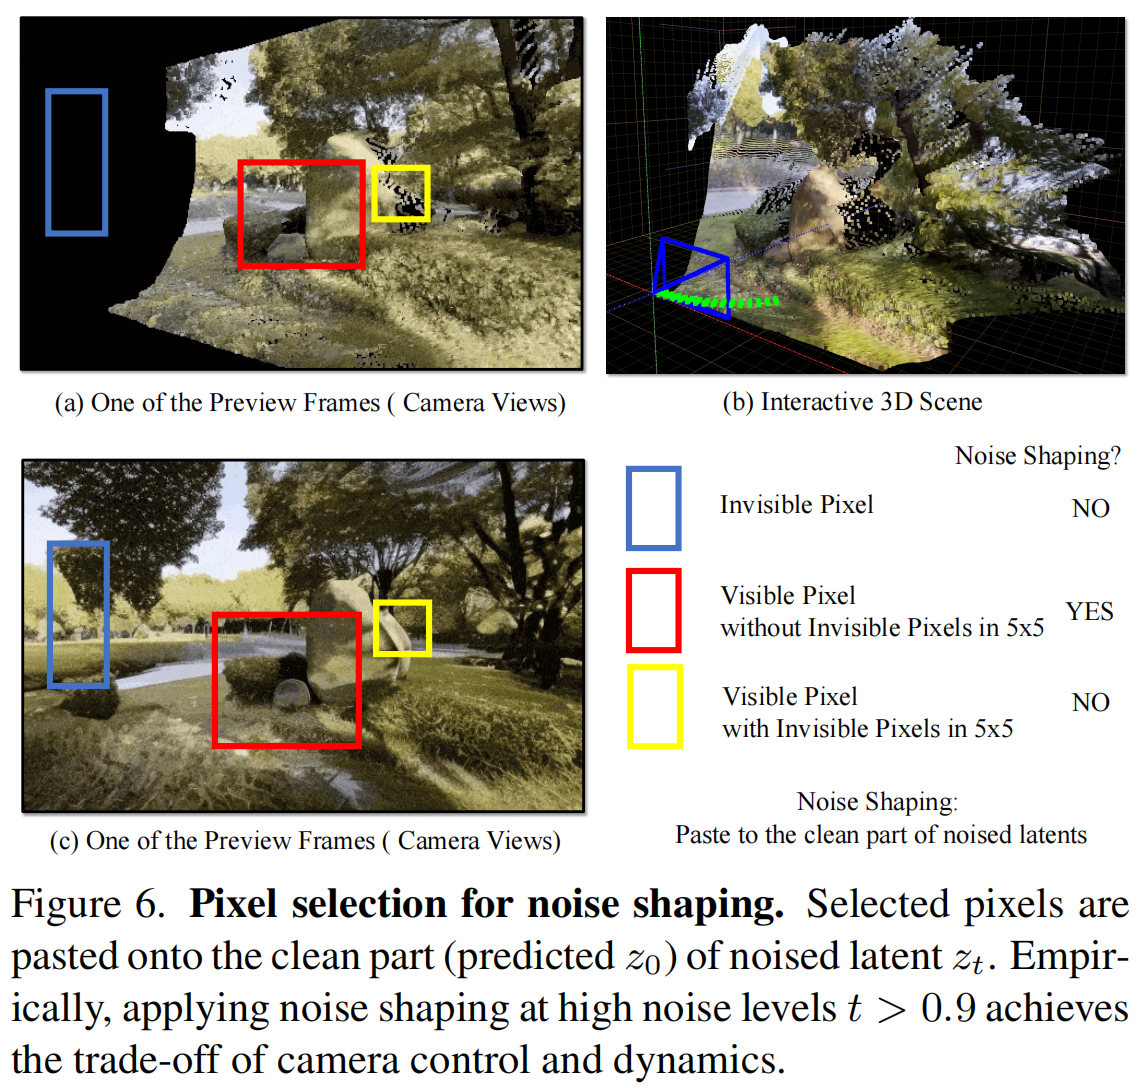 (a) One of the Preview Frames ( Camera Views)
(b) Interactive 3D Scene
(c) One of the Preview Frames ( Camera Views)
Noise Shaping?
Invisible Pixel
NO
Visible Pixel
without Invisible Pixels in 5x5
YES
Visible Pixel
with Invisible Pixels in 5x5
NO
Noise Shaping:
Paste to the clean part of noised latents
Figure 6. Pixel selection for noise shaping. Selected pixels are
pasted onto the clean part (predicted z₀) of noised latent zₜ. Empir-
ically, applying noise shaping at high noise levels t > 0.9 achieves
the trade-off of camera control and dynamics.